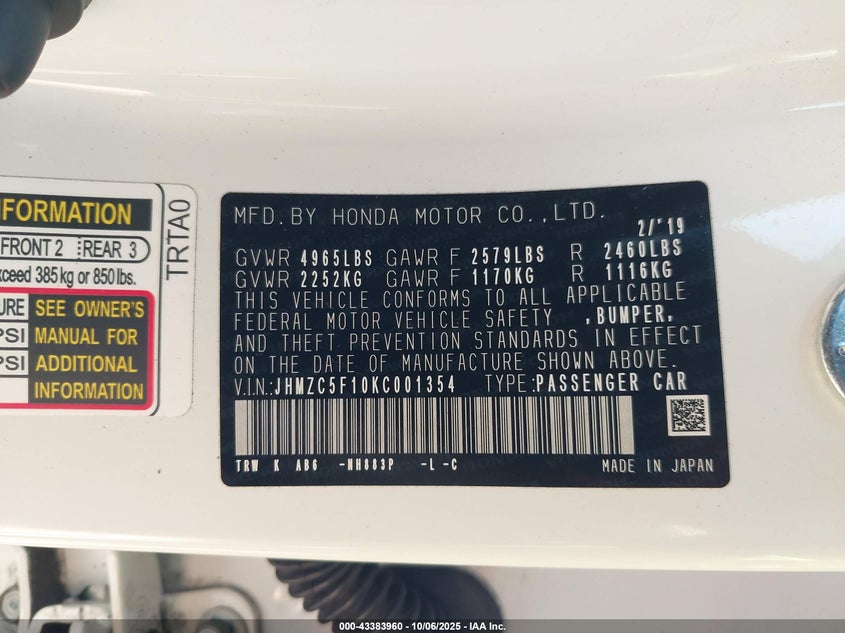 NFORMATION
FRONT 2 REAR 3
xceed 385 kg or 850 lbs.
URE SEE OWNER'S
PSI MANUAL FOR
PSI ADDITIONAL
INFORMATION
TRTA0
MFD.BY HONDA MOTOR CO.,LTD.
2/'19
GVWR 4965LBS GAWR F 2579LBS R 2460LBS
GVWR 2252KG GAWR F 1170KG R 1116KG
THIS VEHICLE CONFORMS TO ALL APPLICABLE
FEDERAL MOTOR VEHICLE SAFETY ,BUMPER,
AND THEFT PREVENTION STANDARDS IN EFFECT
ON THE DATE OF MANUFACTURE SHOWN ABOVE.
V.IN.:JHMZC5F10KC001354 TYPE:PASSENGER CAR
TRW K AB6 -NH883P -L -C
MADE IN JAPAN
000-43383960 - 10/06/2025 - IAA Inc.